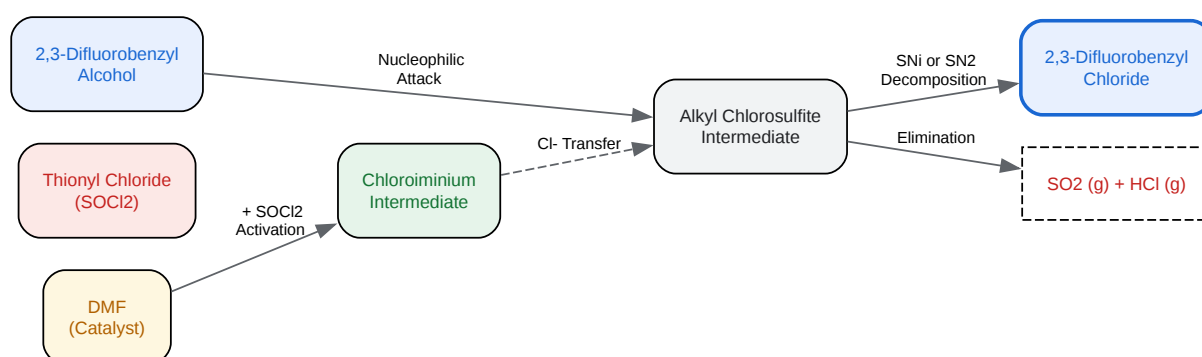 2,3-Difluorobenzyl
Alcohol
Nucleophilic
Attack
SNi or SN2
Decomposition
2,3-Difluorobenzyl
Chloride
Alkyl Chlorosulfite
Intermediate
Cl- Transfer
Elimination
Thionyl Chloride
(SOCl2)
Chloroiminium
Intermediate
SO2 (g) + HCl (g)
+ SOCl2
Activation
DMF
(Catalyst)